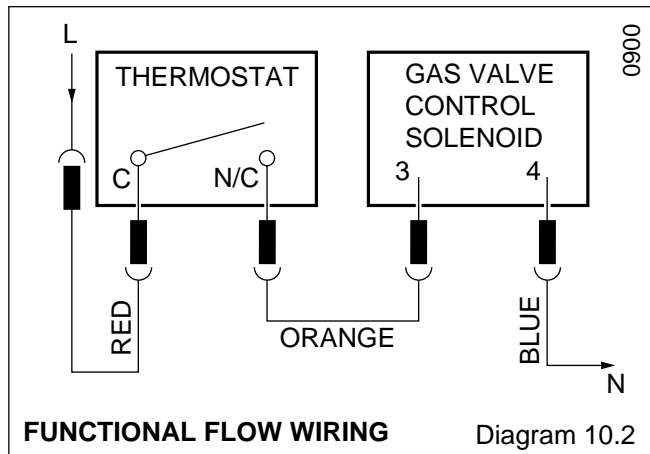 L
THERMOSTAT
C
N/C
GAS VALVE
CONTROL
SOLENOID
3
4
0900
RED
ORANGE
BLUE
N
FUNCTIONAL FLOW WIRING
Diagram 10.2